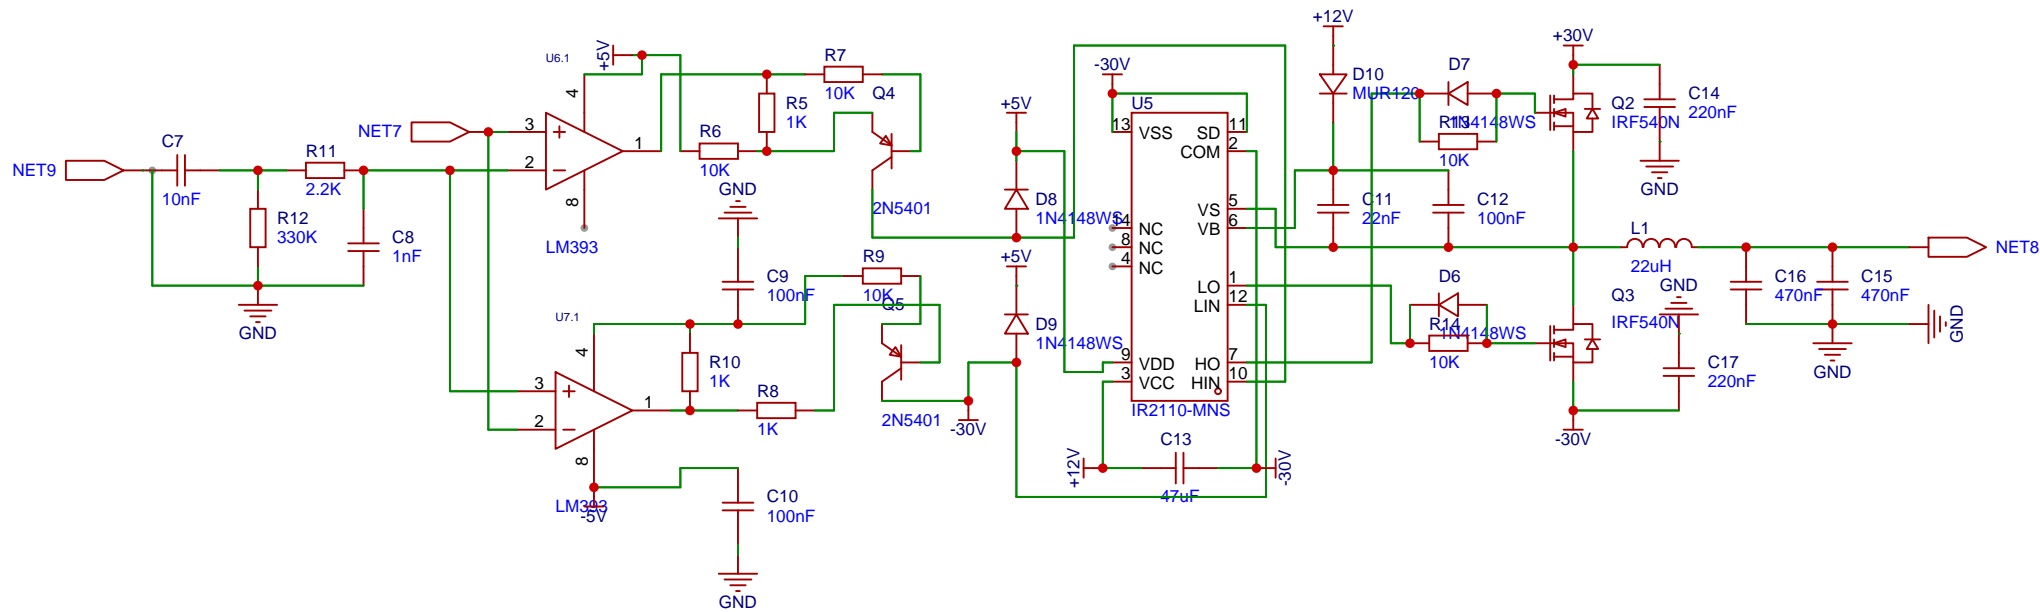 NET9
C7
10nF
R12
330K
R11
2.2K
C8
1nF
GND
NET7
U6.1
+5V
4
3
2
1
8
LM393
R7
10K
R5
1K
R6
10K
Q4
2N5401
GND
C9
100nF
R9
10K
Q5
2N5401
-30V
U7.1
4
3
2
1
8
LM393
-5V
R10
1K
R8
1K
C10
100nF
GND
+5V
D8
1N4148WS
+5V
D9
1N4148WS
-30V
U5
13
VSS
14
NC
8
NC
4
NC
9
VDD
3
VCC
SD
11
COM
2
VS
5
VB
6
LO
1
LIN
12
HO
7
HIN
10
IR2110-MNS
+12V
C13
47uF
-30V
+12V
D10
MUR120
C11
22nF
C12
100nF
D7
1N4148WS
R13
10K
D6
1N4148WS
R14
10K
+30V
Q2
IRF540N
C14
220nF
GND
L1
22uH
GND
Q3
IRF540N
C17
220nF
-30V
C16
470nF
C15
470nF
GND
GND
NET8